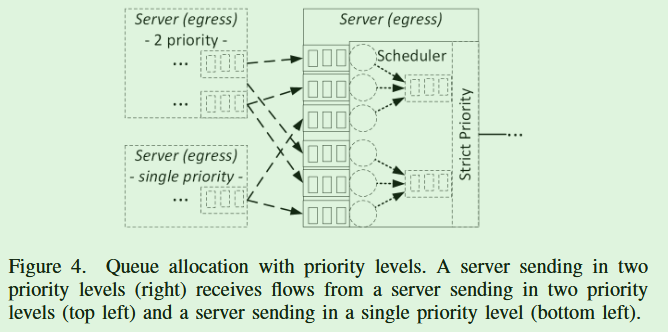 Server (egress)
- 2 priority -
...
...
Server (egress)
- single priority -
...
Server (egress)
Scheduler
Strict Priority
...
Figure 4. Queue allocation with priority levels. A server sending in two
priority levels (right) receives flows from a server sending in two priority
levels (top left) and a server sending in a single priority level (bottom left).